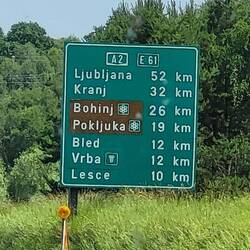 A2 E 61
Ljubljana 52 km
Kranj 32 km
Bohinj 26 km
Pokljuka 19 km
Bled 12 km
Vrba 12 km
Lesce 10 km